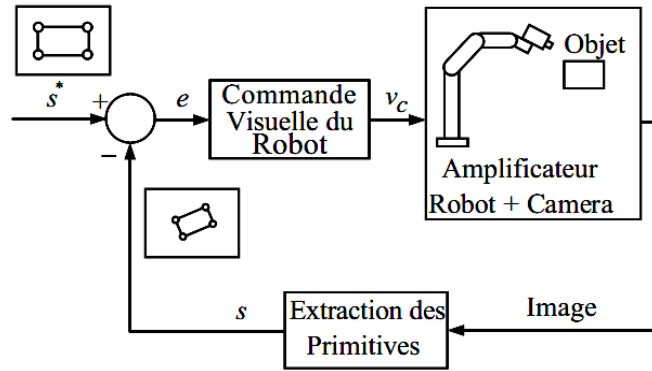 s*
+
e
Commande
Visuelle du
Robot
v_c
Objet
Amplificateur
Robot + Camera
−
s
Extraction des
Primitives
Image